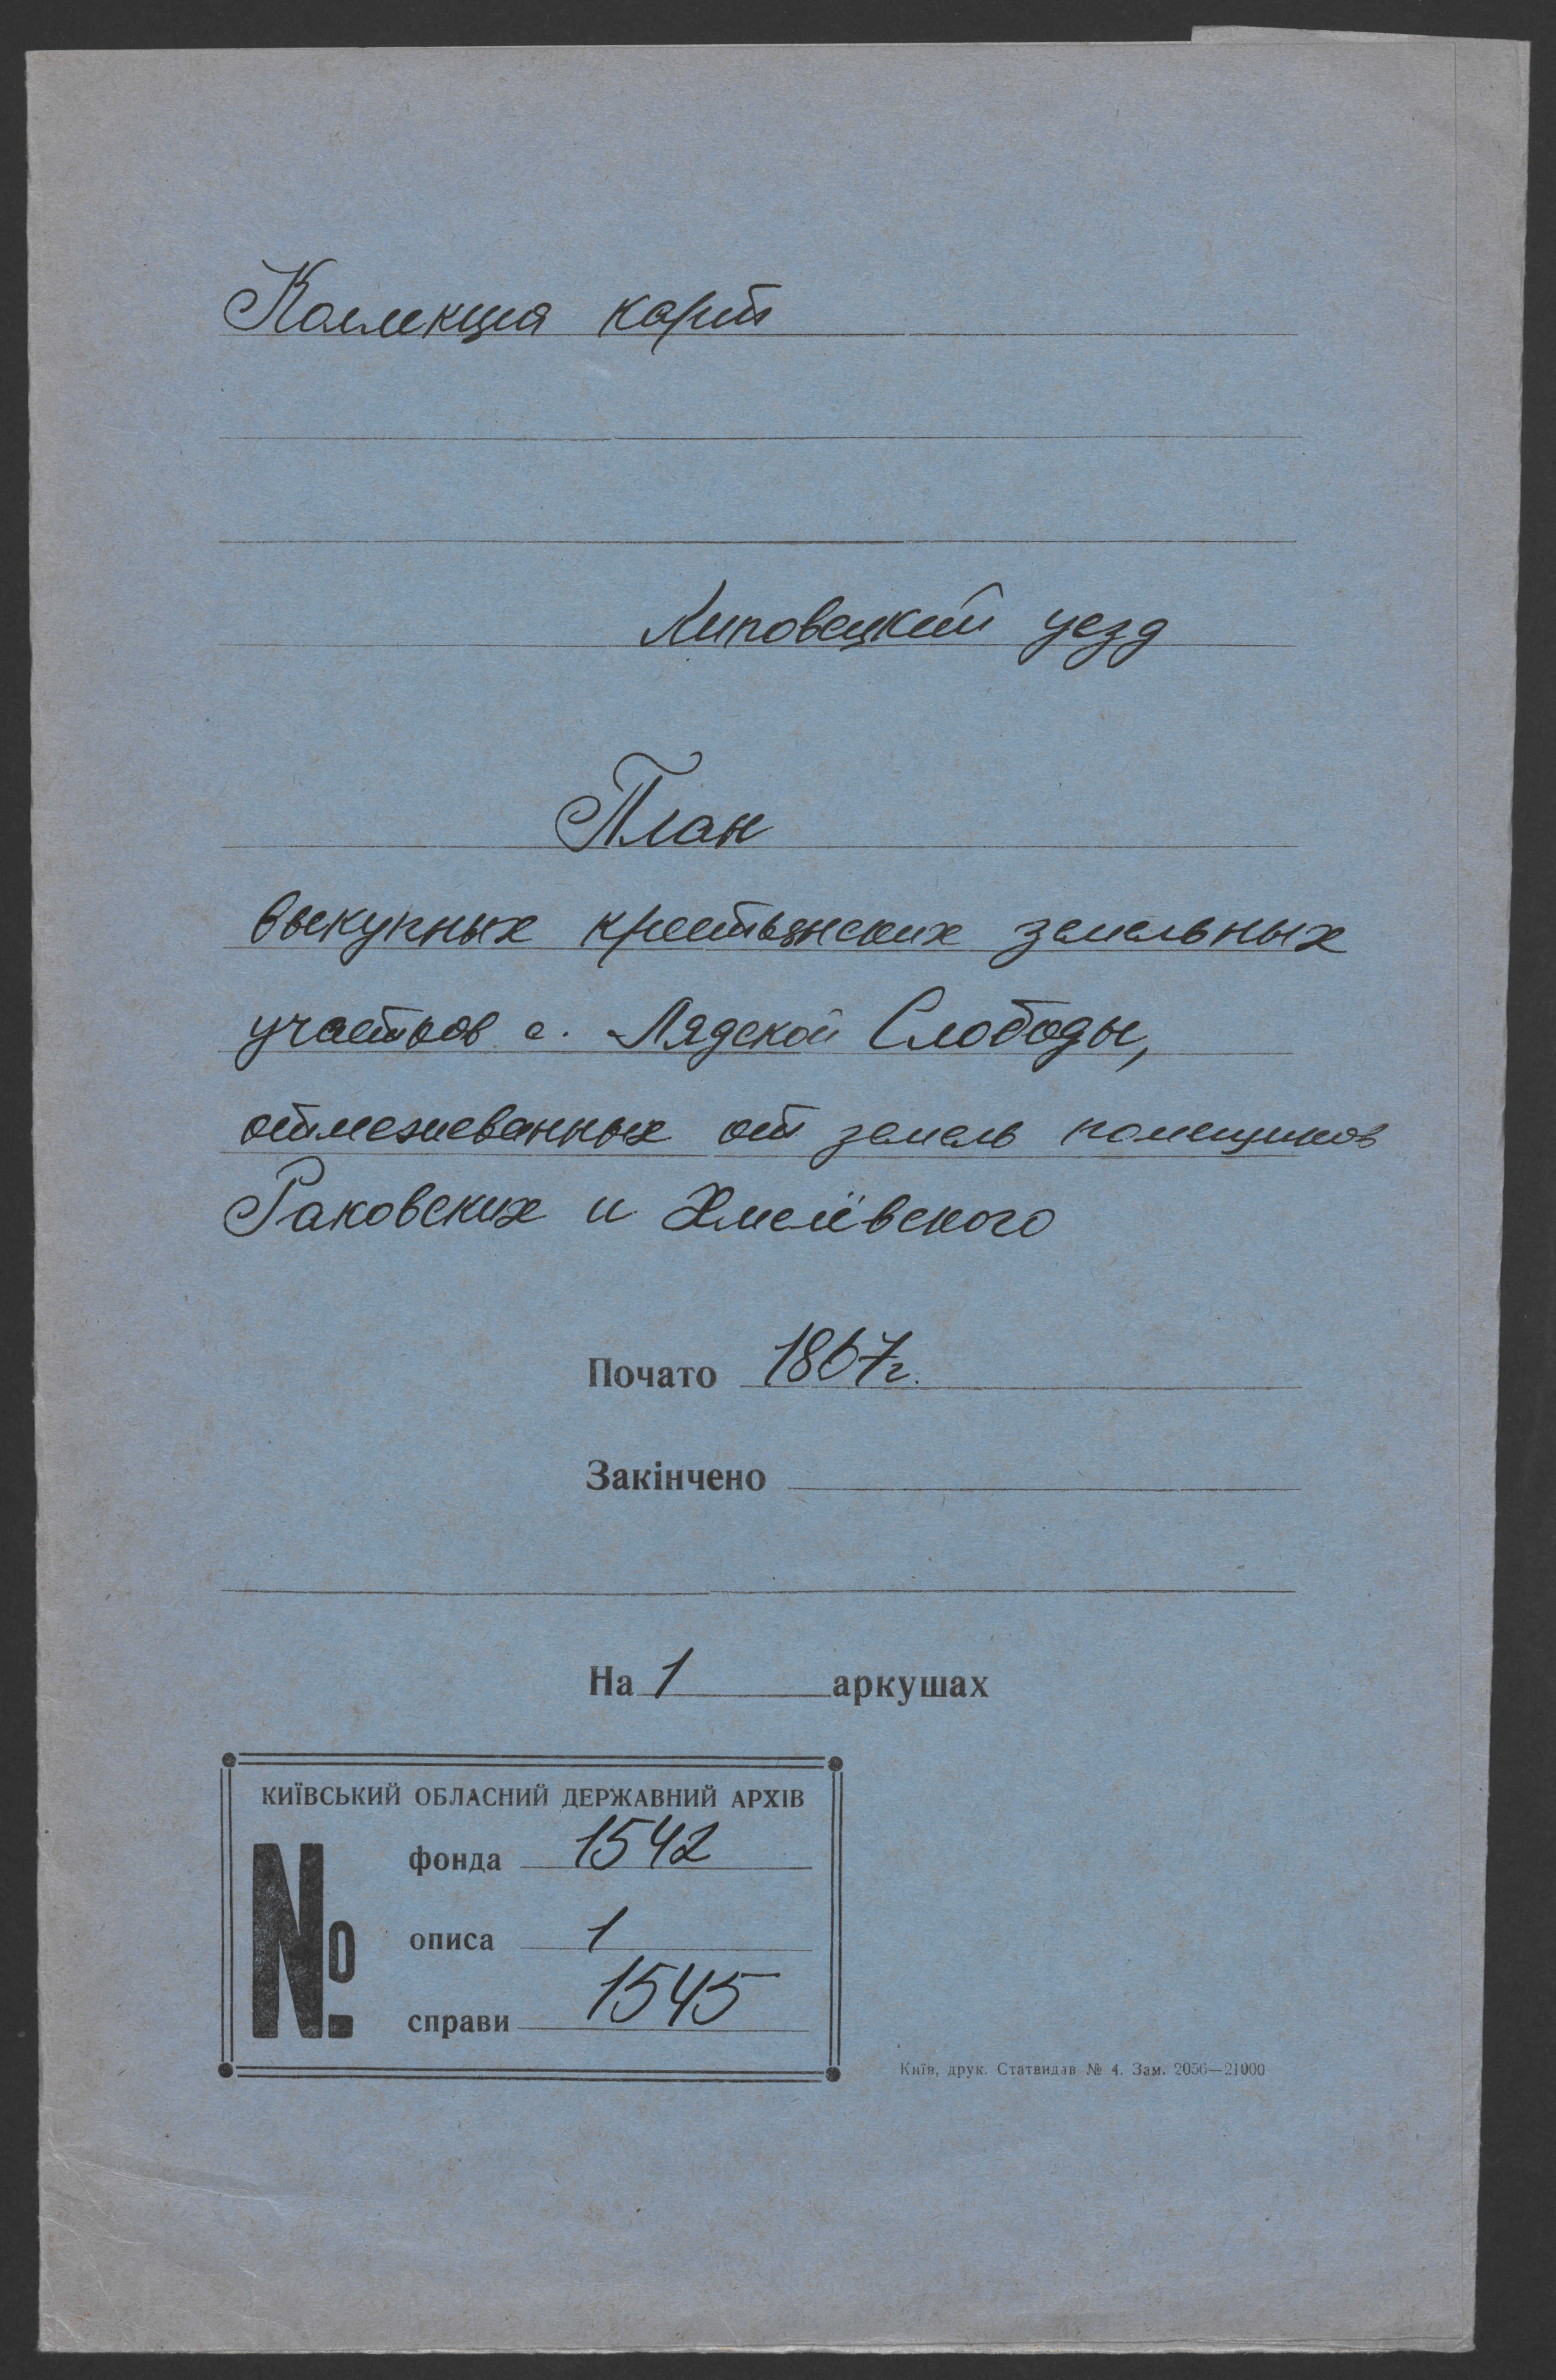 Коллекция карт
Липовецкий уезд
План
выкупных крестьянских земельных
участков с. Лядской Слободы,
отмежеванных от земель помещиков
Раковских и Хмелёвского
Почато 1867г.
Закінчено
На 1 аркушах
КИЇВСЬКИЙ ОБЛАСНИЙ ДЕРЖАВНИЙ АРХІВ
№
фонда 1542
описа 1
справи 1545
Київ, друк. Статвидав № 4. Зам. 2056—21000